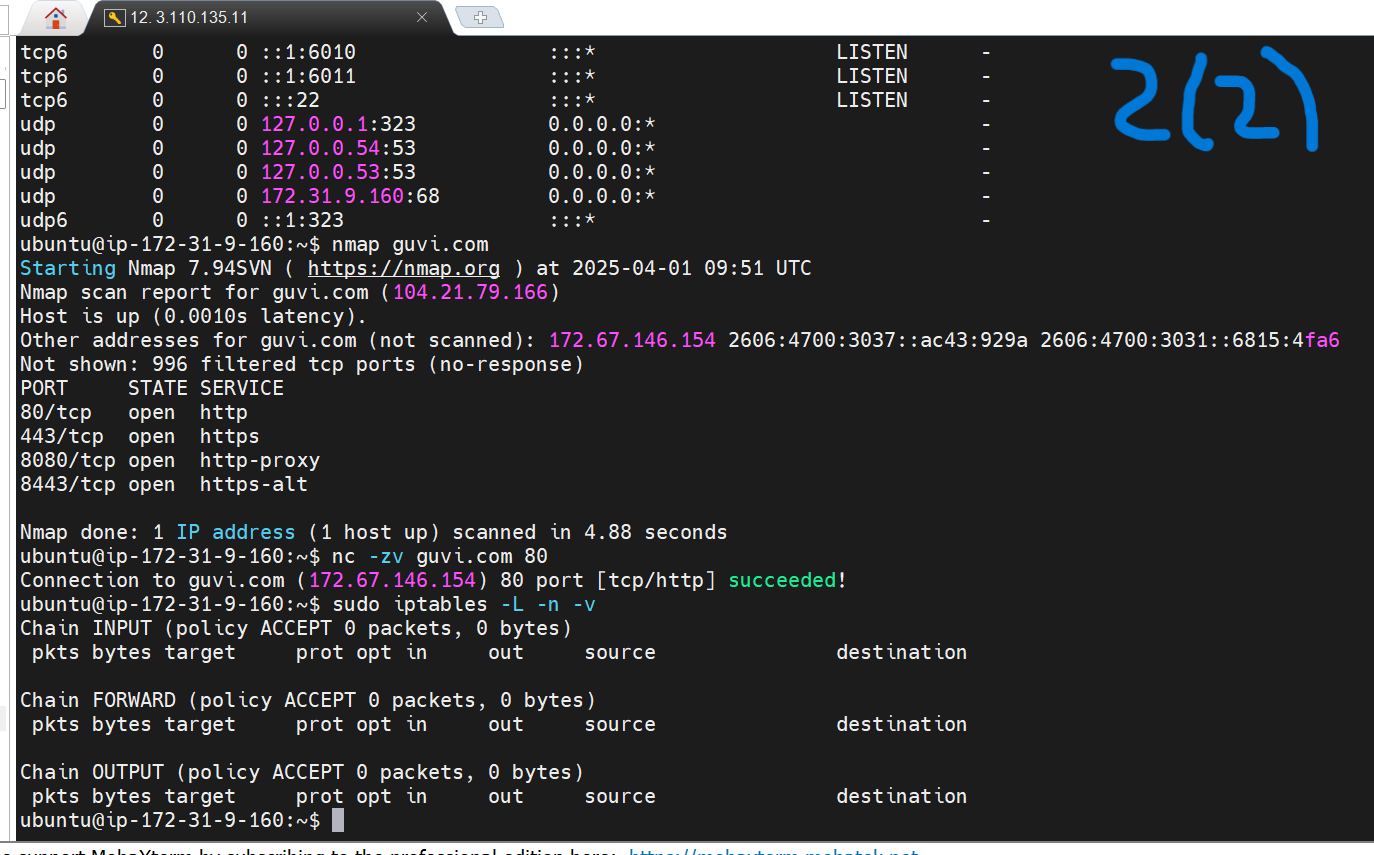 12. 3.110.135.11
tcp6 0 0 ::1:6010 :::* LISTEN -
tcp6 0 0 ::1:6011 :::* LISTEN -
tcp6 0 0 :::22 :::* LISTEN -
udp 0 0 127.0.0.1:323 0.0.0.0:* -
udp 0 0 127.0.0.54:53 0.0.0.0:* -
udp 0 0 127.0.0.53:53 0.0.0.0:* -
udp 0 0 172.31.9.160:68 0.0.0.0:* -
udp6 0 0 ::1:323 :::* -
2(2)
ubuntu@ip-172-31-9-160:~$ nmap guvi.com
Starting Nmap 7.94SVN ( https://nmap.org ) at 2025-04-01 09:51 UTC
Nmap scan report for guvi.com (104.21.79.166)
Host is up (0.0010s latency).
Other addresses for guvi.com (not scanned): 172.67.146.154 2606:4700:3037::ac43:929a 2606:4700:3031::6815:4fa6
Not shown: 996 filtered tcp ports (no-response)
PORT STATE SERVICE
80/tcp open http
443/tcp open https
8080/tcp open http-proxy
8443/tcp open https-alt
Nmap done: 1 IP address (1 host up) scanned in 4.88 seconds
ubuntu@ip-172-31-9-160:~$ nc -zv guvi.com 80
Connection to guvi.com (172.67.146.154) 80 port [tcp/http] succeeded!
ubuntu@ip-172-31-9-160:~$ sudo iptables -L -n -v
Chain INPUT (policy ACCEPT 0 packets, 0 bytes)
pkts bytes target prot opt in out source destination
Chain FORWARD (policy ACCEPT 0 packets, 0 bytes)
pkts bytes target prot opt in out source destination
Chain OUTPUT (policy ACCEPT 0 packets, 0 bytes)
pkts bytes target prot opt in out source destination
ubuntu@ip-172-31-9-160:~$
support MobaXterm by subscribing to the professional edition here: https://mobaxterm.mobatek.net